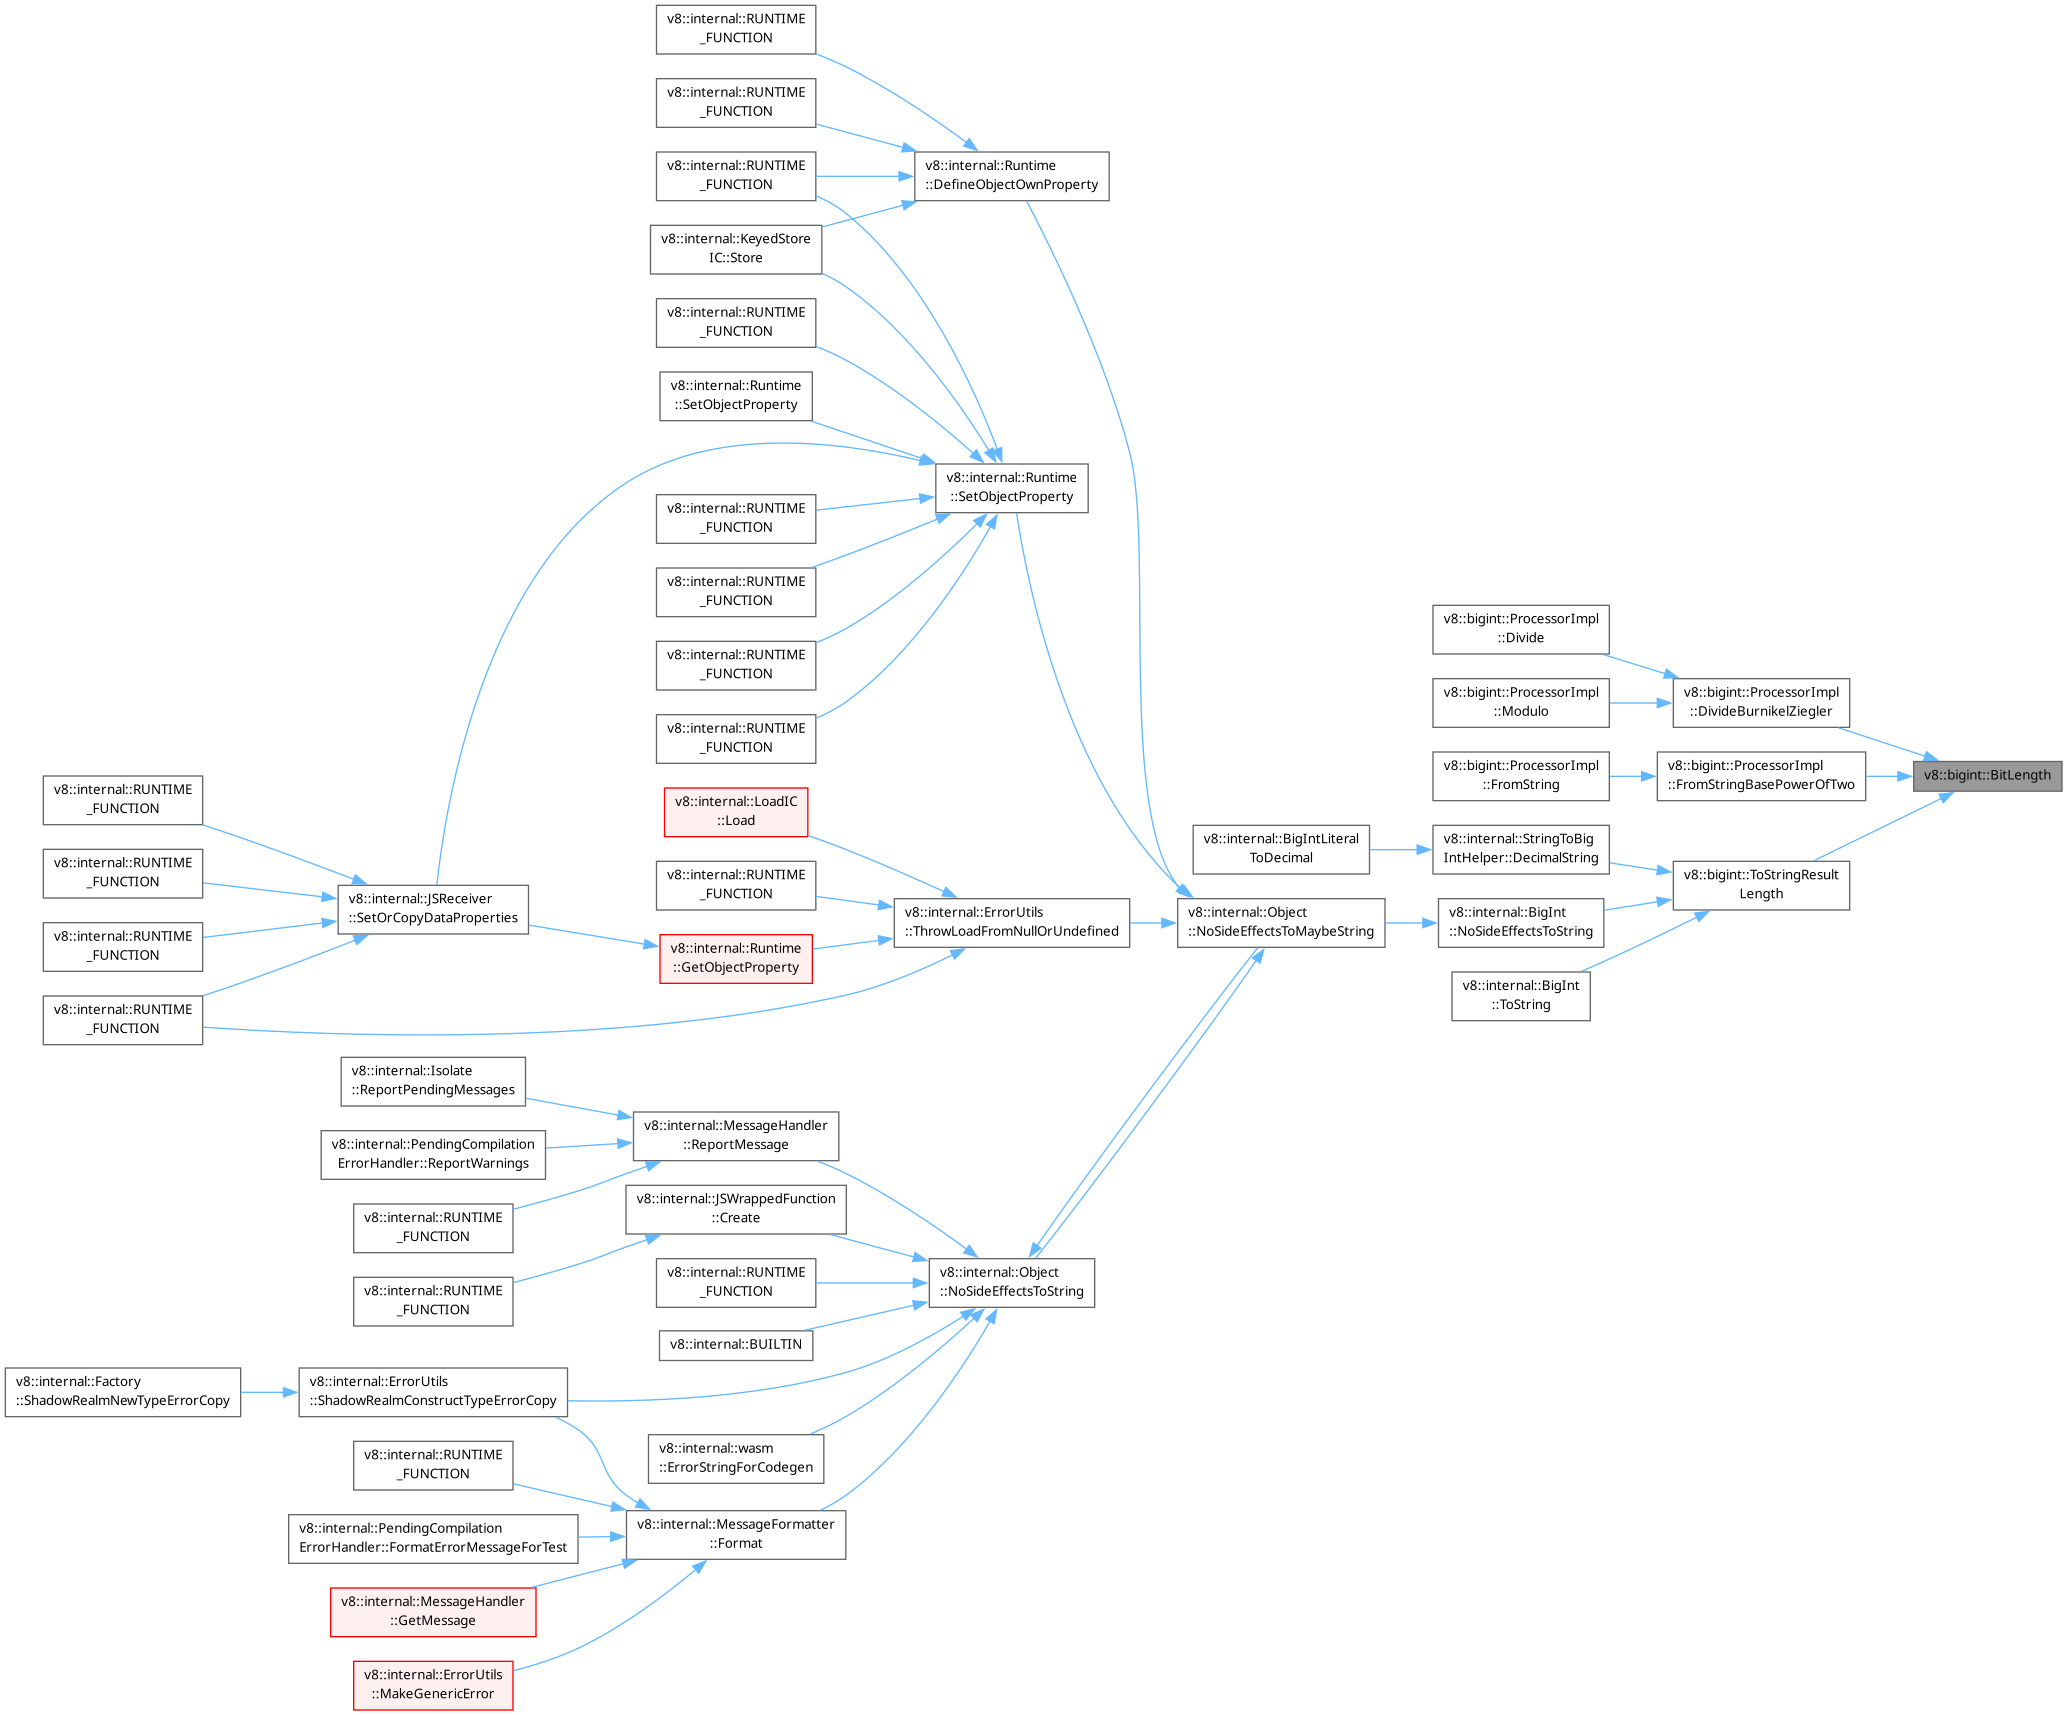 v8::internal::RUNTIME
_FUNCTION
v8::internal::RUNTIME
_FUNCTION
v8::internal::RUNTIME
_FUNCTION
v8::internal::Runtime
::DefineObjectOwnProperty
v8::internal::KeyedStore
IC::Store
v8::internal::RUNTIME
_FUNCTION
v8::internal::Runtime
::SetObjectProperty
v8::internal::Runtime
::SetObjectProperty
v8::internal::RUNTIME
_FUNCTION
v8::internal::RUNTIME
_FUNCTION
v8::internal::RUNTIME
_FUNCTION
v8::internal::RUNTIME
_FUNCTION
v8::bigint::ProcessorImpl
::Divide
v8::bigint::ProcessorImpl
::Modulo
v8::bigint::ProcessorImpl
::DivideBurnikelZiegler
v8::bigint::ProcessorImpl
::FromString
v8::bigint::ProcessorImpl
::FromStringBasePowerOfTwo
v8::bigint::BitLength
v8::internal::RUNTIME
_FUNCTION
v8::internal::LoadIC
::Load
v8::internal::BigIntLiteral
ToDecimal
v8::internal::StringToBig
IntHelper::DecimalString
v8::bigint::ToStringResult
Length
v8::internal::RUNTIME
_FUNCTION
v8::internal::RUNTIME
_FUNCTION
v8::internal::JSReceiver
::SetOrCopyDataProperties
v8::internal::ErrorUtils
::ThrowLoadFromNullOrUndefined
v8::internal::Object
::NoSideEffectsToMaybeString
v8::internal::BigInt
::NoSideEffectsToString
v8::internal::RUNTIME
_FUNCTION
v8::internal::Runtime
::GetObjectProperty
v8::internal::BigInt
::ToString
v8::internal::RUNTIME
_FUNCTION
v8::internal::Isolate
::ReportPendingMessages
v8::internal::MessageHandler
::ReportMessage
v8::internal::PendingCompilation
ErrorHandler::ReportWarnings
v8::internal::RUNTIME
_FUNCTION
v8::internal::JSWrappedFunction
::Create
v8::internal::RUNTIME
_FUNCTION
v8::internal::RUNTIME
_FUNCTION
v8::internal::Object
::NoSideEffectsToString
v8::internal::BUILTIN
v8::internal::Factory
::ShadowRealmNewTypeErrorCopy
v8::internal::ErrorUtils
::ShadowRealmConstructTypeErrorCopy
v8::internal::wasm
::ErrorStringForCodegen
v8::internal::RUNTIME
_FUNCTION
v8::internal::PendingCompilation
ErrorHandler::FormatErrorMessageForTest
v8::internal::MessageFormatter
::Format
v8::internal::MessageHandler
::GetMessage
v8::internal::ErrorUtils
::MakeGenericError